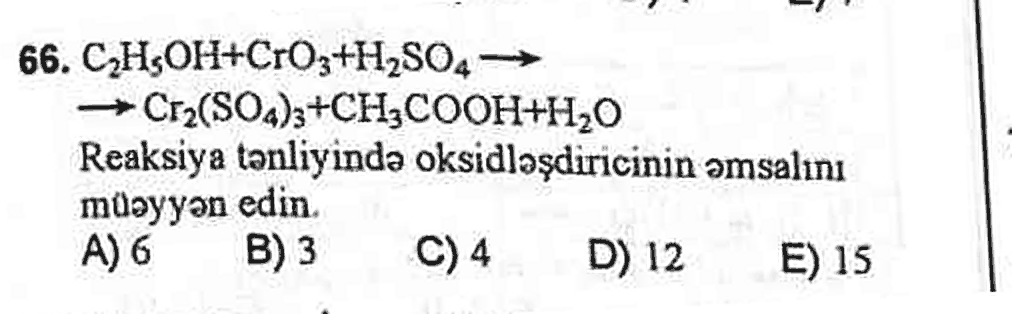 66. C₂H₅OH+CrO₃+H₂SO₄ →
→ Cr₂(SO₄)₃+CH₃COOH+H₂O
Reaksiya tənliyində oksidləşdiricinin əmsalını
müəyyən edin.
A) 6 B) 3 C) 4 D) 12 E) 15